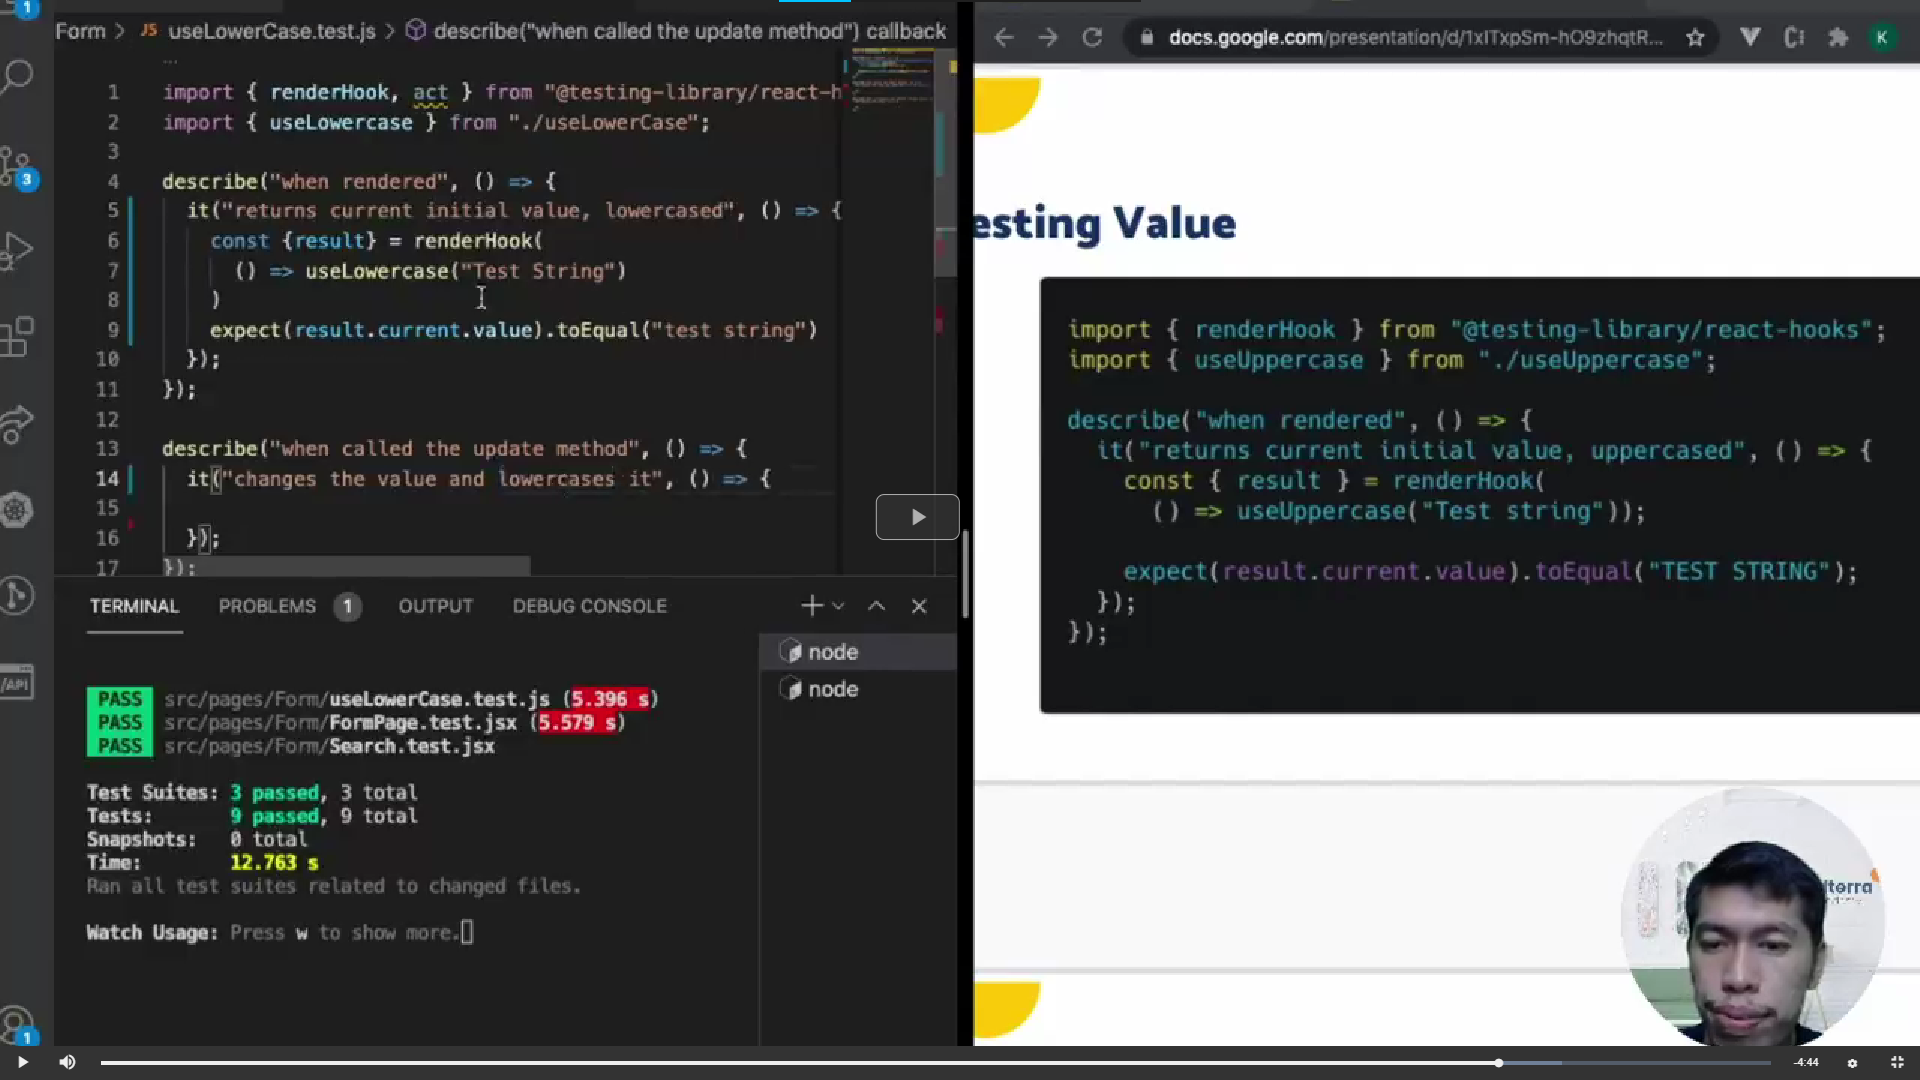 1
Form > JS useLowerCase.test.js > describe("when called the update method") callback
...
1 import { renderHook, act } from "@testing-library/react-h
2 import { useLowercase } from "./useLowerCase";
3
4 describe("when rendered", () => {
5 it("returns current initial value, lowercased", () => {
6 const {result} = renderHook(
7 () => useLowercase("Test String")
8 )
9 expect(result.current.value).toEqual("test string")
10 });
11 });
12
13 describe("when called the update method", () => {
14 it("changes the value and lowercases it", () => {
15
16 });
17 });
3
/API
1
TERMINAL PROBLEMS 1 OUTPUT DEBUG CONSOLE
node
node
PASS src/pages/Form/useLowerCase.test.js (5.396 s)
PASS src/pages/Form/FormPage.test.jsx (5.579 s)
PASS src/pages/Form/Search.test.jsx
Test Suites: 3 passed, 3 total
Tests: 9 passed, 9 total
Snapshots: 0 total
Time: 12.763 s
Ran all test suites related to changed files.
Watch Usage: Press w to show more.
docs.google.com/presentation/d/1xITxpSm-hO9zhqtR...
K
esting Value
import { renderHook } from "@testing-library/react-hooks";
import { useUppercase } from "./useUppercase";
describe("when rendered", () => {
it("returns current initial value, uppercased", () => {
const { result } = renderHook(
() => useUppercase("Test string"));
expect(result.current.value).toEqual("TEST STRING");
});
});
lterra
-4:44